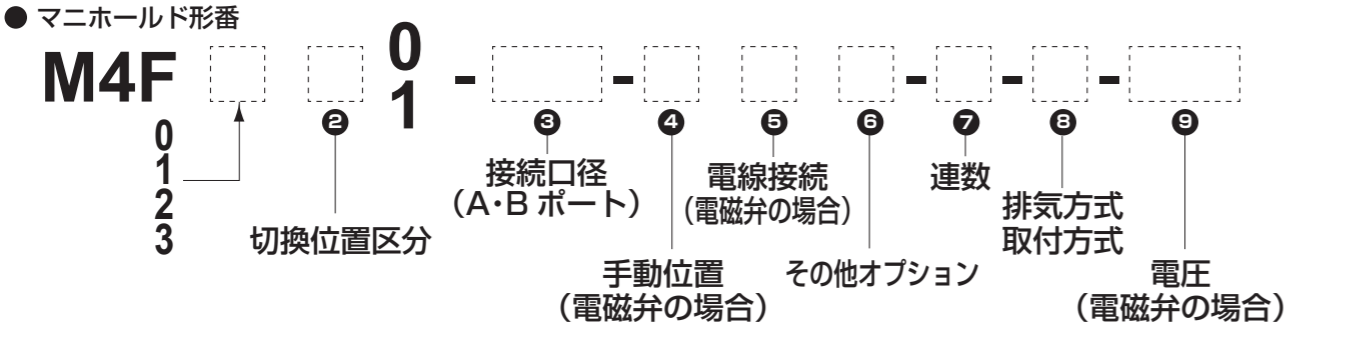 ● マニホールド形番
M4F 0 1 - - - - -
0
1
2
3
❷ ❸ ❹ ❺ ❻ ❼ ❽ ❾
切換位置区分
接続口径
（A･B ポート）
手動位置
（電磁弁の場合）
電線接続
（電磁弁の場合）
その他オプション
連数
排気方式
取付方式
電圧
（電磁弁の場合）